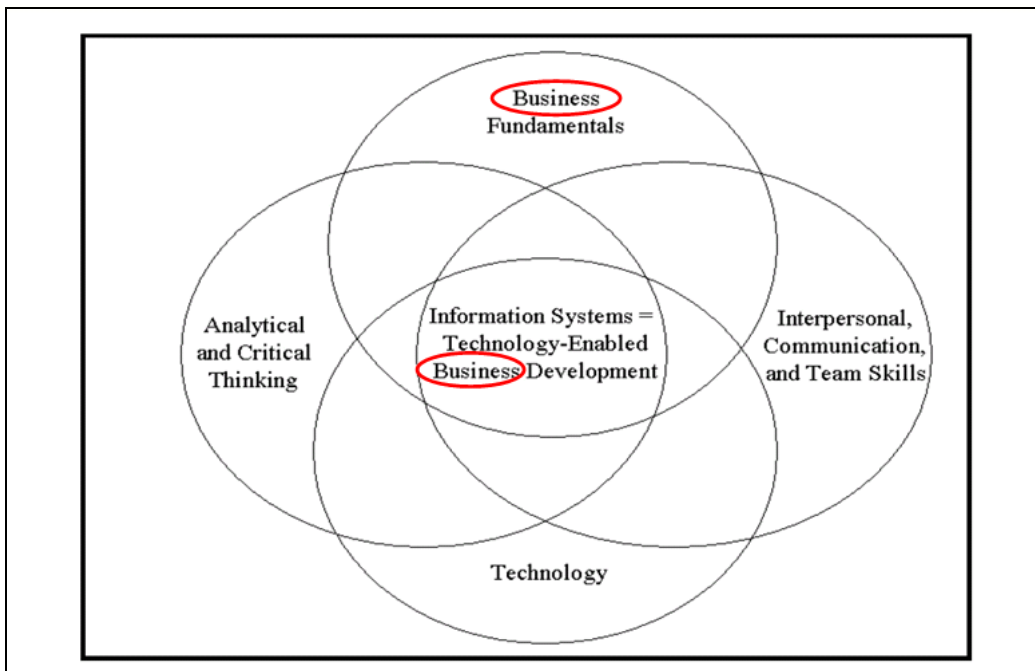 Business
Fundamentals
Analytical
and Critical
Thinking
Information Systems =
Technology-Enabled
Business Development
Interpersonal,
Communication,
and Team Skills
Technology